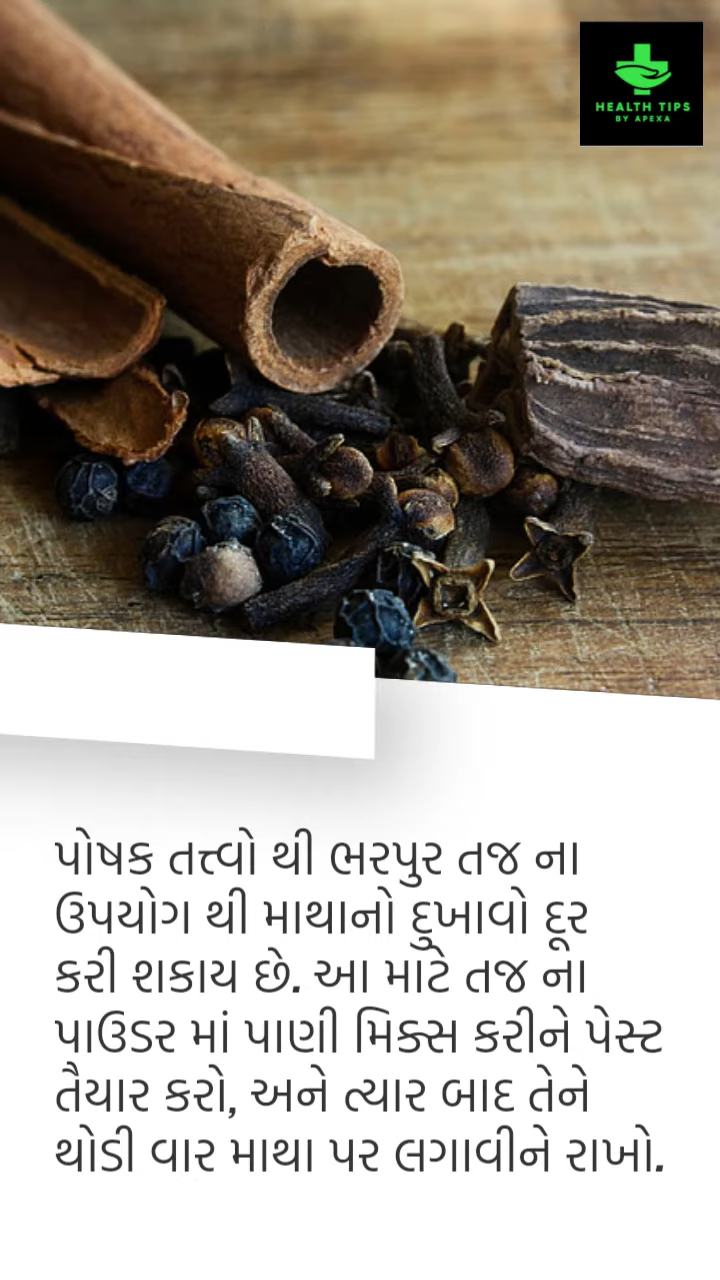 HEALTH TIPS
BY APEXA
પોષક તત્ત્વો થી ભરપુર તજ ના
ઉપયોગ થી માથાનો દુખાવો દૂર
કરી શકાય છે. આ માટે તજ ના
પાઉડર માં પાણી મિક્સ કરીને પેસ્ટ
તૈયાર કરો, અને ત્યાર બાદ તેને
થોડી વાર માથા પર લગાવીને રાખો.